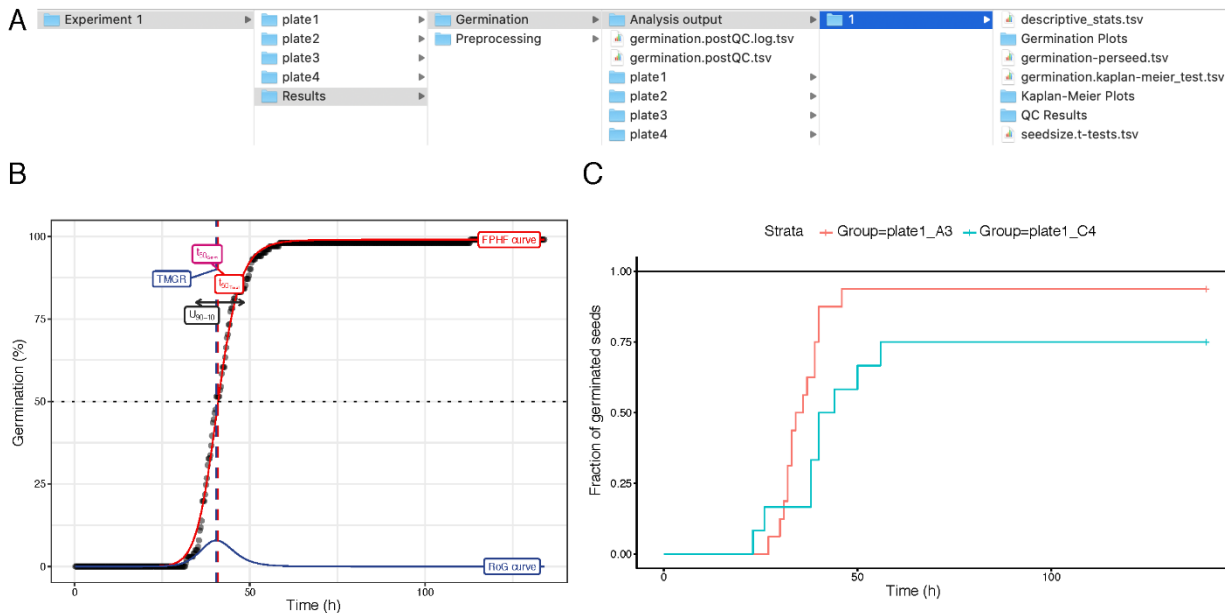 A
Experiment 1
plate1
plate2
plate3
plate4
Results
Germination
Preprocessing
Analysis output
germination.postQC.log.tsv
germination.postQC.tsv
plate1
plate2
plate3
plate4
1
descriptive_stats.tsv
Germination Plots
germination-perseed.tsv
germination.kaplan-meier_test.tsv
Kaplan-Meier Plots
QC Results
seedsize.t-tests.tsv
B
Germination (%)
100
75
50
25
0
FPHF curve
TMGR
U90−10
RoG curve
0
50
100
Time (h)
C
Strata
Group=plate1_A3
Group=plate1_C4
Fraction of germinated seeds
1.00
0.75
0.50
0.25
0.00
0
50
100
Time (h)